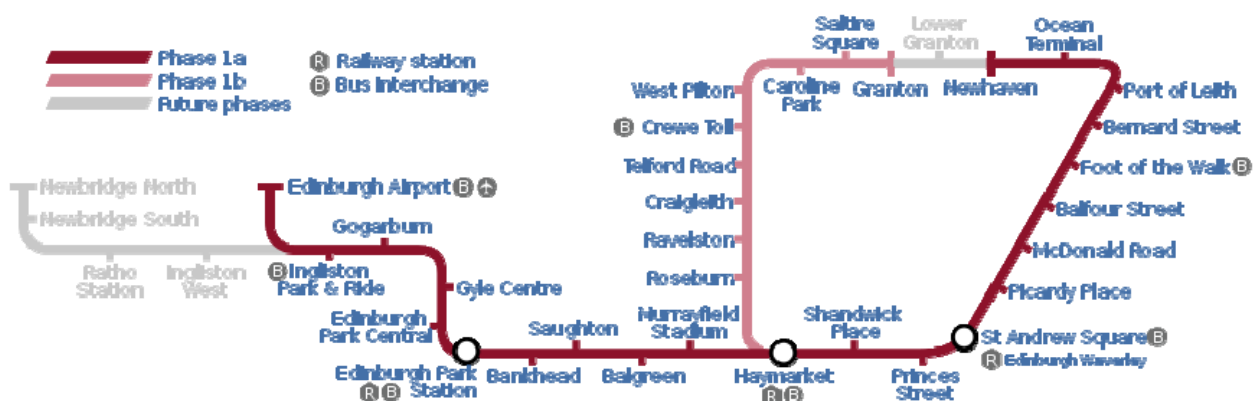 Phase 1a
Phase 1b
Future phases
R Railway station
B Bus Interchange
Newbridge North
Newbridge South
Ratho
Station
Ingliston
West
Edinburgh Airport B
B Ingliston
Park & Ride
Gogarburn
Gyle Centre
Edinburgh
Park Central
Edinburgh Park
R B Station
Bankhead
Saughton
Balgreen
Murrayfield
Stadium
Haymarket
R B
Roseburn
Ravelston
Craigleith
Telford Road
B Crewe Toll
West Pilton
Caroline
Park
Saltire
Square
Granton
Lower
Granton
Newhaven
Ocean
Terminal
Port of Leith
Bernard Street
Foot of the Walk B
Balfour Street
McDonald Road
Picardy Place
St Andrew Square B
R Edinburgh Waverley
Princes
Street
Shandwick
Place